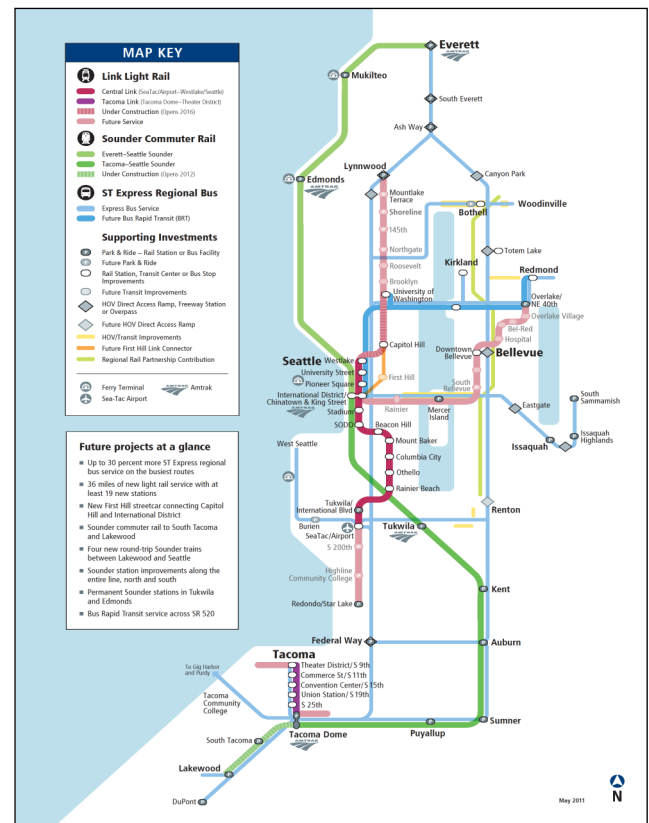 MAP KEY
Link Light Rail
Central Link (SeaTac/Airport–Westlake/Seattle)
Tacoma Link (Tacoma Dome–Theater District)
Under Construction (Opens 2016)
Future Service
Sounder Commuter Rail
Everett–Seattle Sounder
Tacoma–Seattle Sounder
Under Construction (Opens 2012)
ST Express Regional Bus
Express Bus Service
Future Bus Rapid Transit (BRT)
Supporting Investments
Park & Ride – Rail Station or Bus Facility
Future Park & Ride
Rail Station, Transit Center or Bus Stop
Improvements
Future Transit Improvements
HOV Direct Access Ramp, Freeway Station
or Overpass
Future HOV Direct Access Ramp
HOV/Transit Improvements
Future First Hill Link Connector
Regional Rail Partnership Contribution
Ferry Terminal
AMTRAK
Amtrak
Sea-Tac Airport
Future projects at a glance
▪ Up to 30 percent more ST Express regional
bus service on the busiest routes
▪ 36 miles of new light rail service with at
least 19 new stations
▪ New First Hill streetcar connecting Capitol
Hill and International District
▪ Sounder commuter rail to South Tacoma
and Lakewood
▪ Four new round-trip Sounder trains
between Lakewood and Seattle
▪ Sounder station improvements along the
entire line, north and south
▪ Permanent Sounder stations in Tukwila
and Edmonds
▪ Bus Rapid Transit service across SR 520
Everett
AMTRAK
Mukilteo
South Everett
Ash Way
Lynnwood
Canyon Park
Edmonds
AMTRAK
Mountlake
Terrace
Shoreline
145th
Northgate
Roosevelt
Brooklyn
University of
Washington
Bothell
Woodinville
Totem Lake
Kirkland
Redmond
Overlake/
NE 40th
Overlake Village
Bel-Red
Hospital
Capitol Hill
Downtown
Bellevue
Bellevue
Seattle
Westlake
University Street
Pioneer Square
First Hill
International District/
Chinatown & King Street
AMTRAK
Stadium
SODO
South
Bellevue
Rainier
Mercer
Island
Eastgate
South
Sammamish
Issaquah
Issaquah
Highlands
Beacon Hill
Mount Baker
Columbia City
Othello
Rainier Beach
West Seattle
Tukwila/
International Blvd
Burien
SeaTac/Airport
Tukwila
AMTRAK
Renton
S 200th
Highline
Community College
Redondo/Star Lake
Kent
Federal Way
Auburn
Tacoma
Theater District/S 9th
Commerce St/S 11th
Convention Center/S 15th
Union Station/S 19th
S 25th
To Gig Harbor
and Purdy
Tacoma
Community
College
Tacoma Dome
AMTRAK
Puyallup
Sumner
South Tacoma
Lakewood
DuPont
May 2011
N